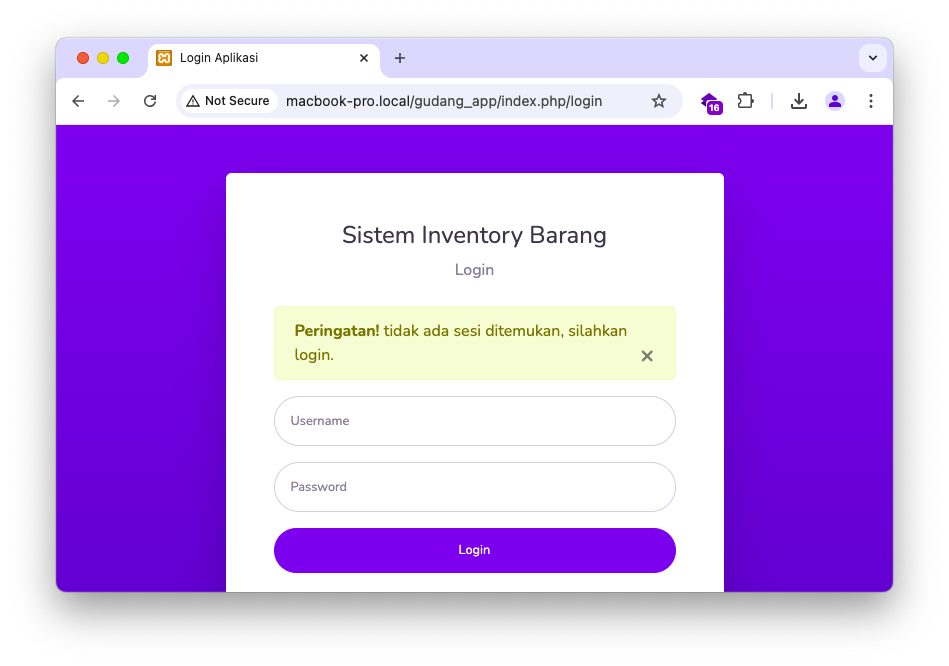 Login Aplikasi
Not Secure macbook-pro.local/gudang_app/index.php/login
16
Sistem Inventory Barang
Login
Peringatan! tidak ada sesi ditemukan, silahkan
login.
Username
Password
Login